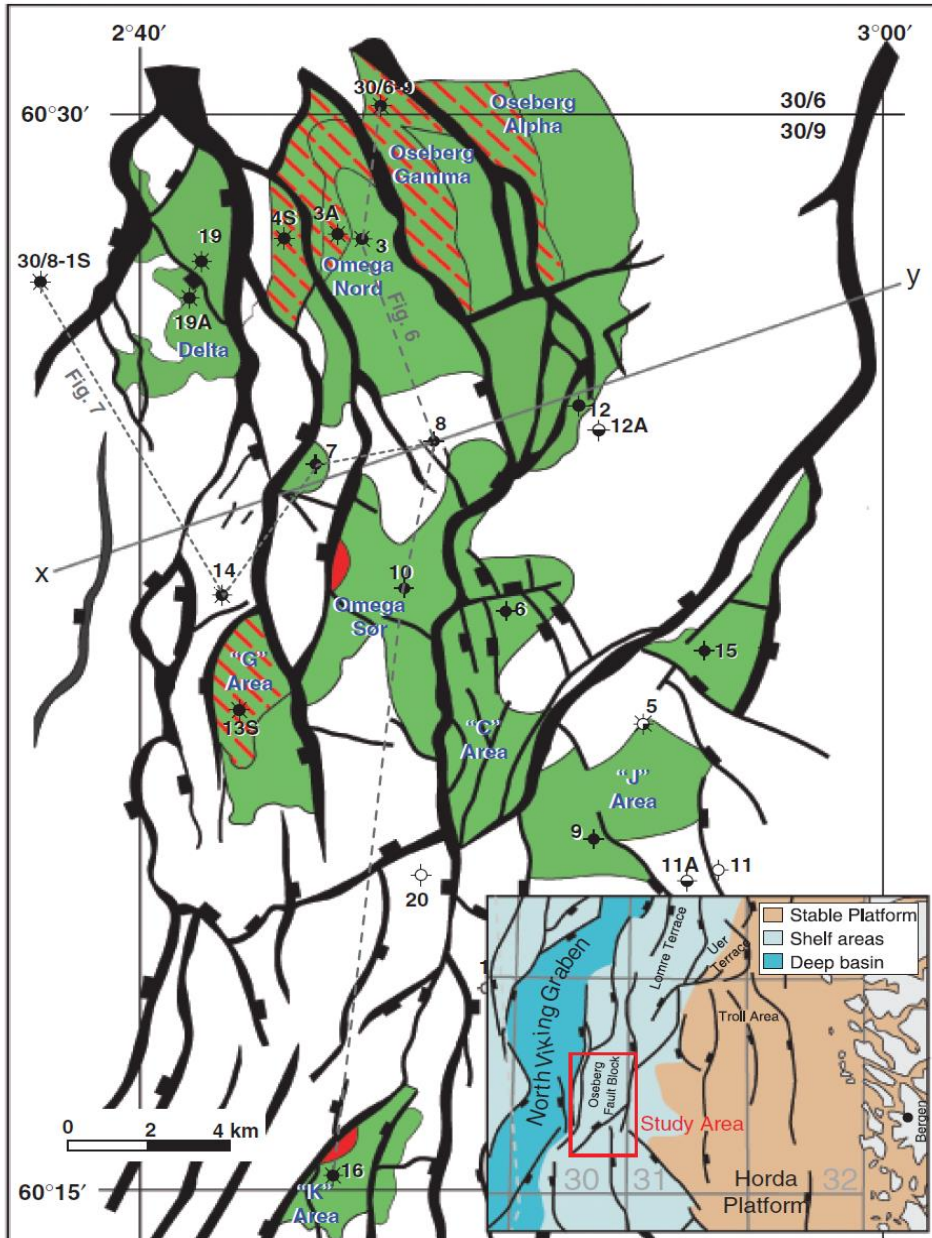 2°40′
3°00′
30/6-9
60°30′
30/6
30/9
Oseberg
Alpha
Oseberg
Gamma
4S
3A
3
Omega
Nord
19
30/8-1S
19A
Delta
Fig. 6
Fig. 7
y
12
12A
8
7
x
14
10
6
Omega
Sør
15
"G"
Area
13S
5
"C"
Area
"J"
Area
9
11A
11
20
Stable Platform
Shelf areas
Deep basin
North Viking Graben
Lomre Terrace
Uer
Terrace
Troll Area
Oseberg
Fault Block
Study Area
Bergen
30
31
32
Horda
Platform
0
2
4 km
60°15′
16
"K"
Area